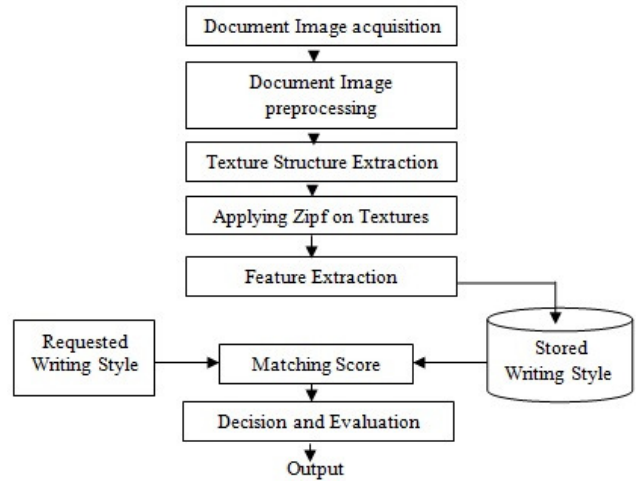 Document Image acquisition
Document Image
preprocessing
Texture Structure Extraction
Applying Zipf on Textures
Feature Extraction
Requested
Writing Style
Matching Score
Stored
Writing Style
Decision and Evaluation
Output